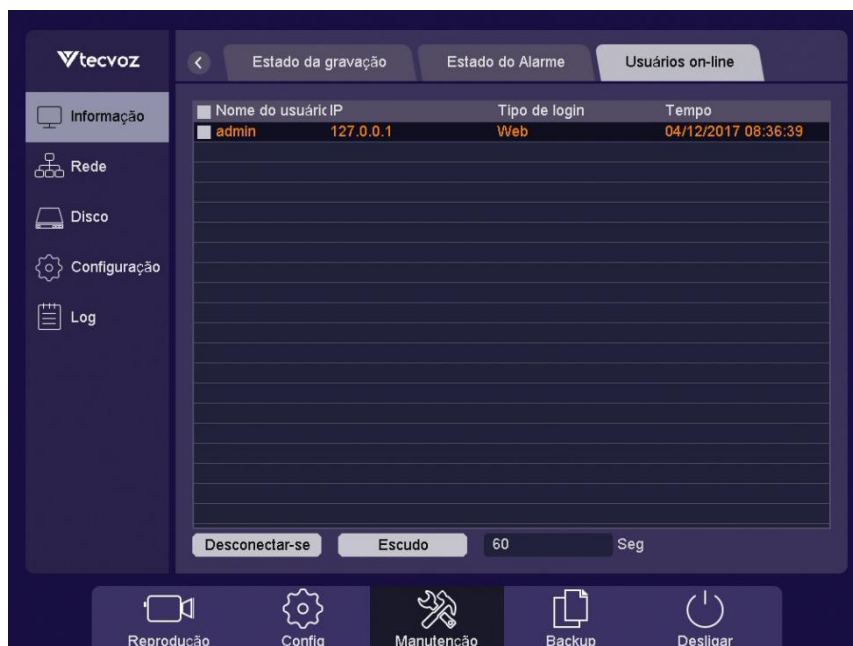 tecvoz
Estado da gravação
Estado do Alarme
Usuários on-line
Informação
Rede
Disco
Configuração
Log
Nome do usuáric IP Tipo de login Tempo
admin 127.0.0.1 Web 04/12/2017 08:36:39
Desconectar-se Escudo 60 Seg
Reprodução Config Manutenção Backup Desligar